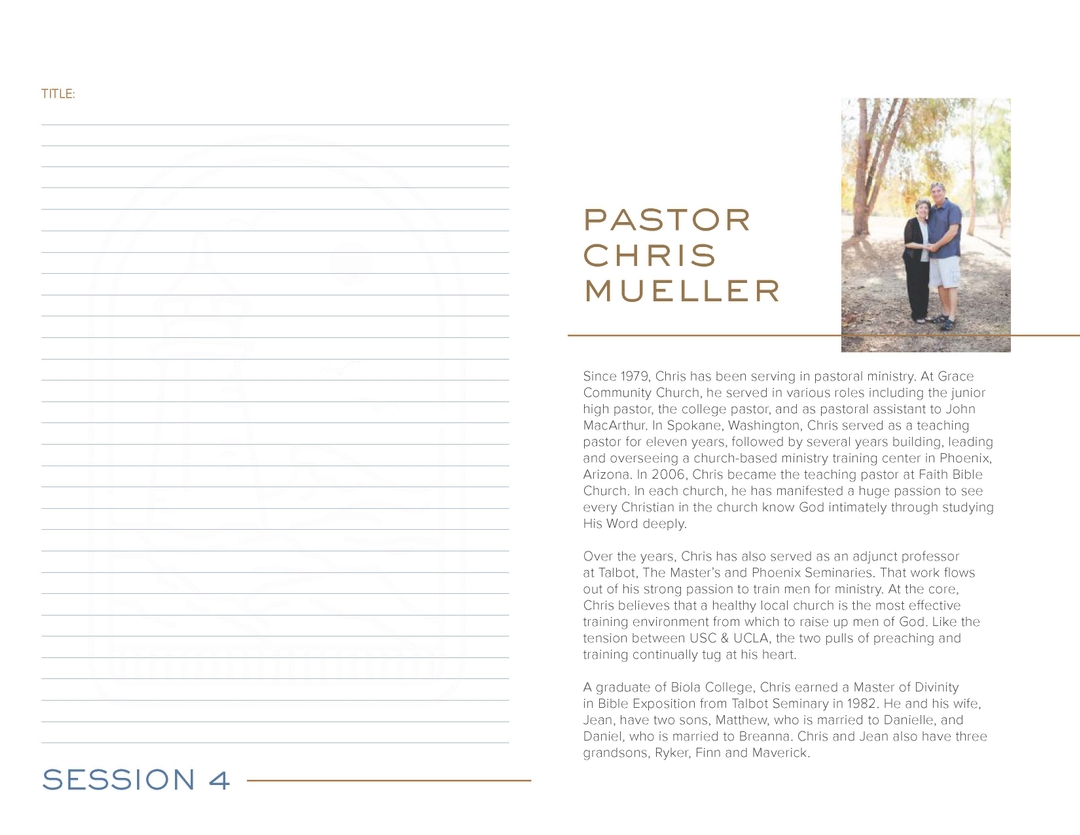 TITLE:
SESSION 4
PASTOR
CHRIS
MUELLER
Since 1979, Chris has been serving in pastoral ministry. At Grace
Community Church, he served in various roles including the junior
high pastor, the college pastor, and as pastoral assistant to John
MacArthur. In Spokane, Washington, Chris served as a teaching
pastor for eleven years, followed by several years building, leading
and overseeing a church-based ministry training center in Phoenix,
Arizona. In 2006, Chris became the teaching pastor at Faith Bible
Church. In each church, he has manifested a huge passion to see
every Christian in the church know God intimately through studying
His Word deeply.
Over the years, Chris has also served as an adjunct professor
at Talbot, The Master's and Phoenix Seminaries. That work flows
out of his strong passion to train men for ministry. At the core,
Chris believes that a healthy local church is the most effective
training environment from which to raise up men of God. Like the
tension between USC & UCLA, the two pulls of preaching and
training continually tug at his heart.
A graduate of Biola College, Chris earned a Master of Divinity
in Bible Exposition from Talbot Seminary in 1982. He and his wife,
Jean, have two sons, Matthew, who is married to Danielle, and
Daniel, who is married to Breanna. Chris and Jean also have three
grandsons, Ryker, Finn and Maverick.